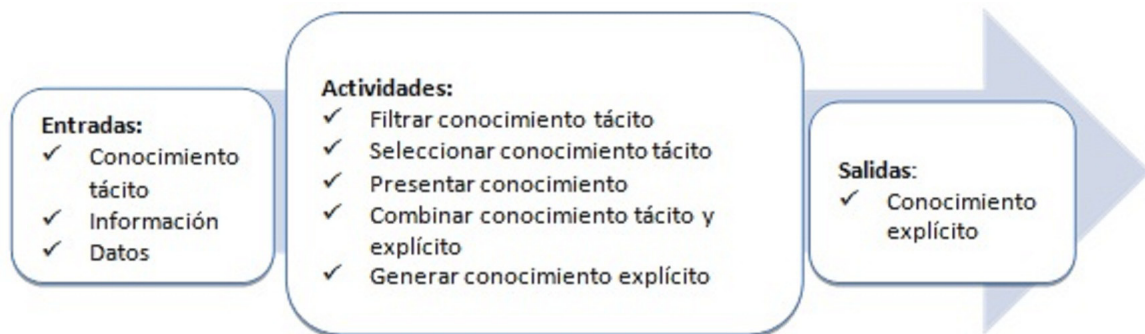 Entradas:
✓ Conocimiento
tácito
✓ Información
✓ Datos
Actividades:
✓ Filtrar conocimiento tácito
✓ Seleccionar conocimiento tácito
✓ Presentar conocimiento
✓ Combinar conocimiento tácito y
explícito
✓ Generar conocimiento explícito
Salidas:
✓ Conocimiento
explícito